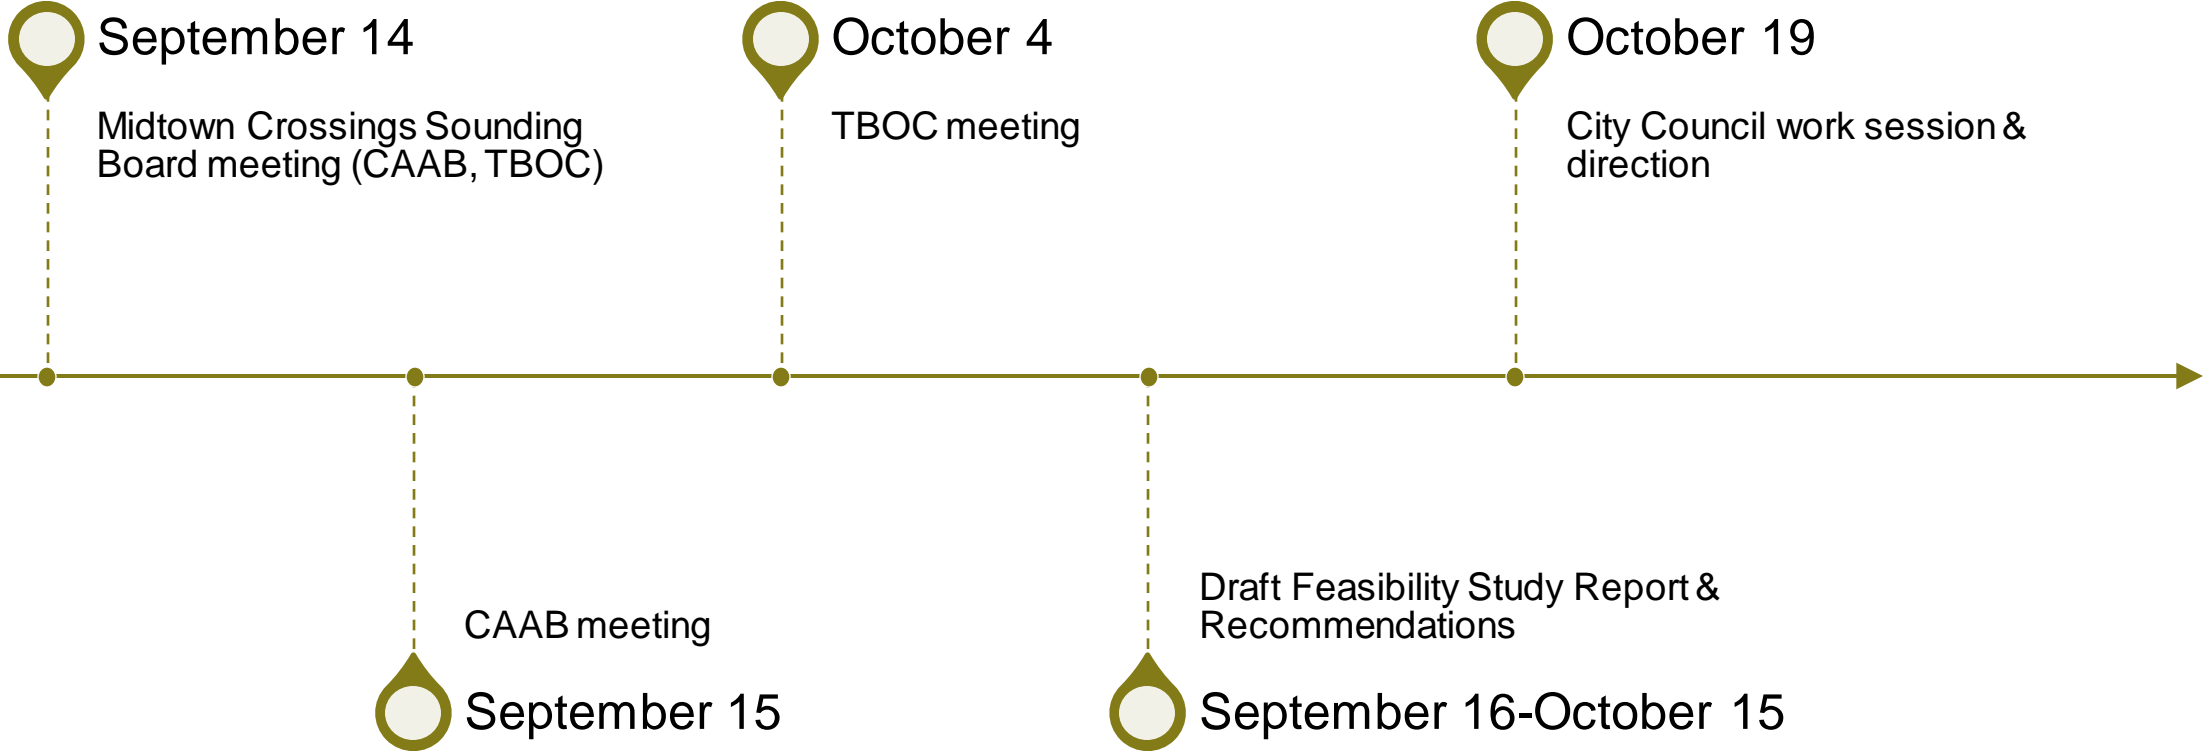 September 14
Midtown Crossings Sounding
Board meeting (CAAB, TBOC)
CAAB meeting
September 15
October 4
TBOC meeting
Draft Feasibility Study Report &
Recommendations
September 16-October 15
October 19
City Council work session &
direction